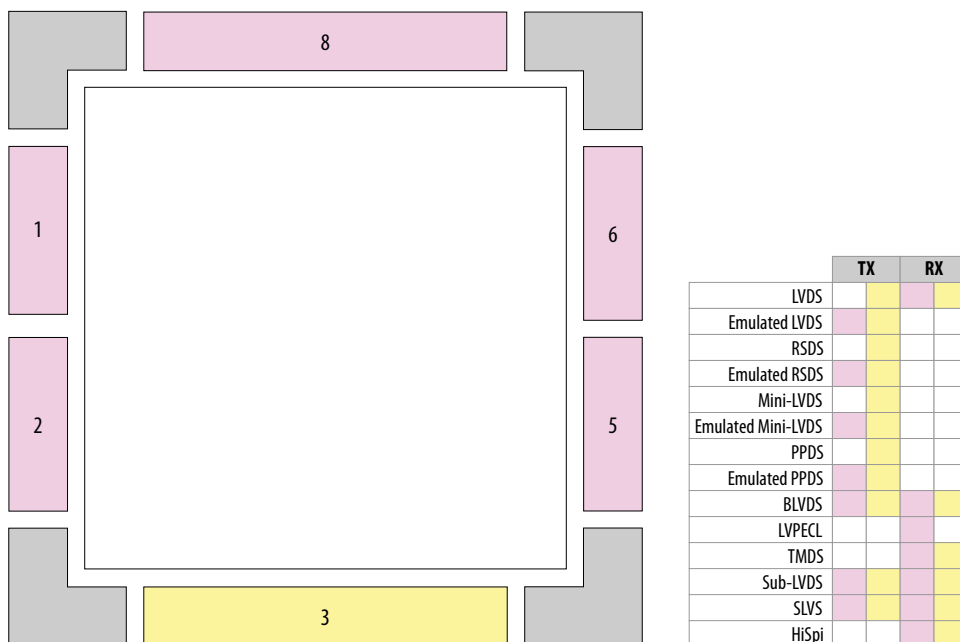 8
1
6
2
5
3
TX RX
LVDS
Emulated LVDS
RSDS
Emulated RSDS
Mini-LVDS
Emulated Mini-LVDS
PPDS
Emulated PPDS
BLVDS
LVPECL
TMDS
Sub-LVDS
SLVS
HiSpi